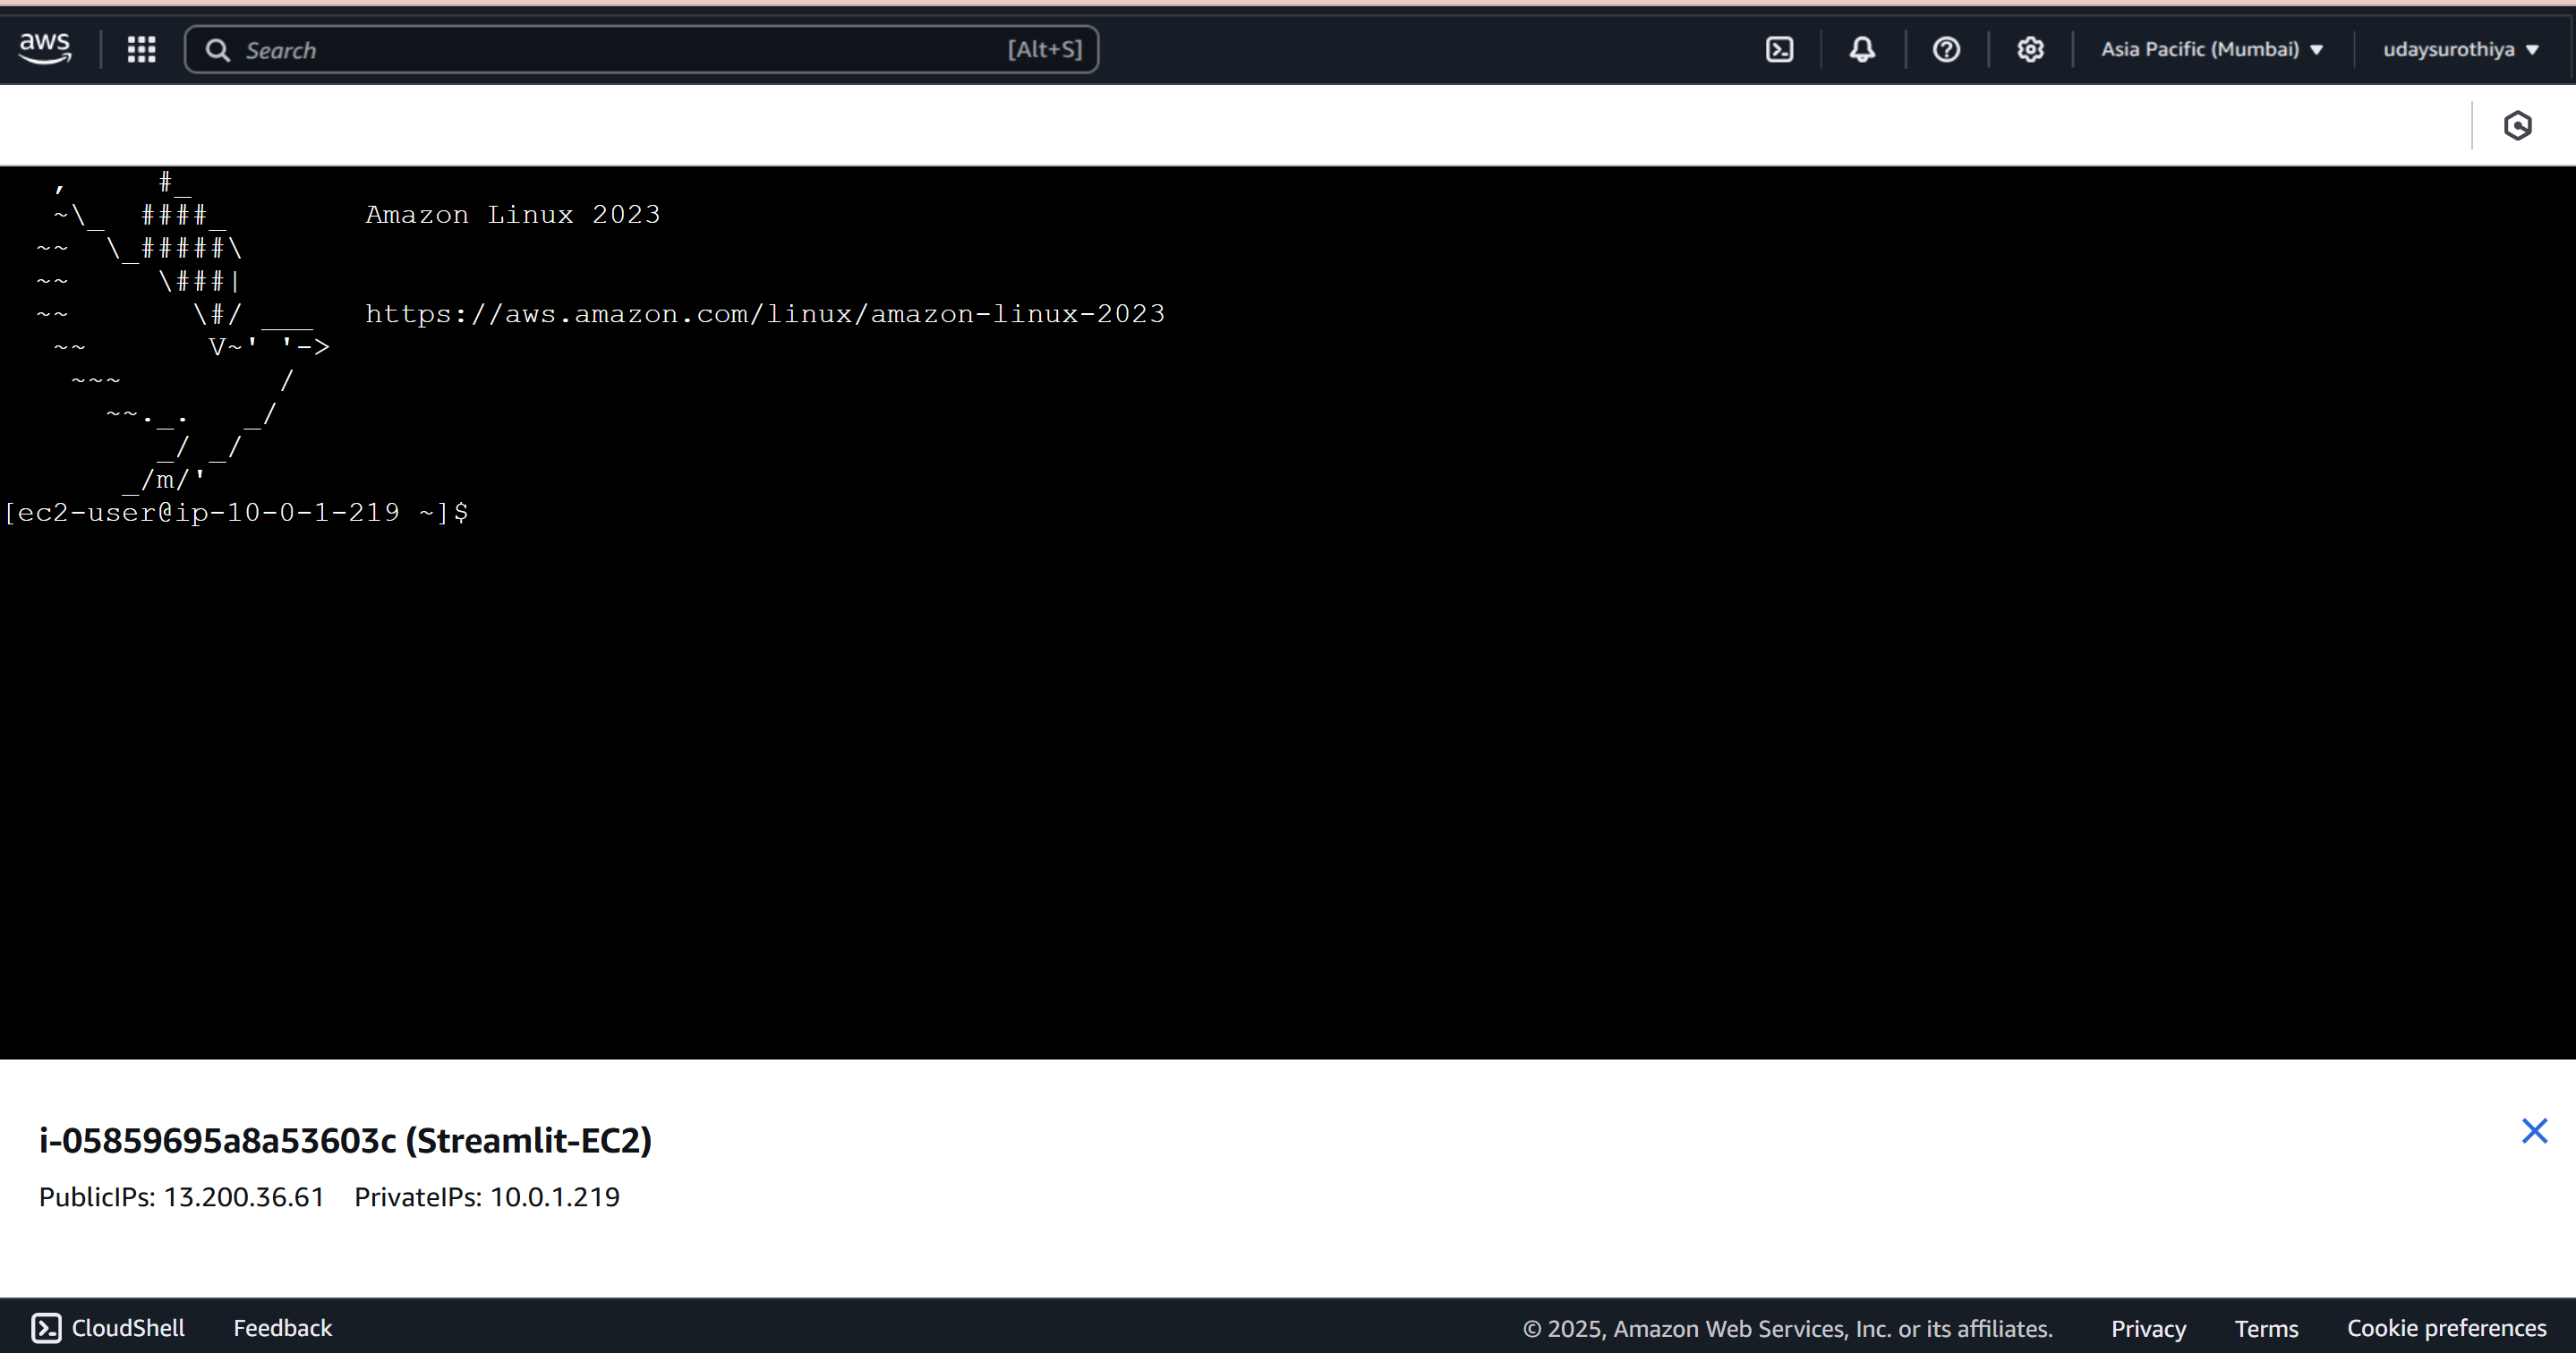 aws Search [Alt+S] Asia Pacific (Mumbai) udaysurothiya
   ,     #_
   ~\_  ####_        Amazon Linux 2023
  ~~  \_#####\
  ~~     \###|
  ~~       \#/ ___   https://aws.amazon.com/linux/amazon-linux-2023
   ~~       V~' '->
    ~~~         /
      ~~._.   _/
         _/ _/
       _/m/'
[ec2-user@ip-10-0-1-219 ~]$
i-05859695a8a53603c (Streamlit-EC2)
PublicIPs: 13.200.36.61 PrivateIPs: 10.0.1.219
CloudShell Feedback © 2025, Amazon Web Services, Inc. or its affiliates. Privacy Terms Cookie preferences